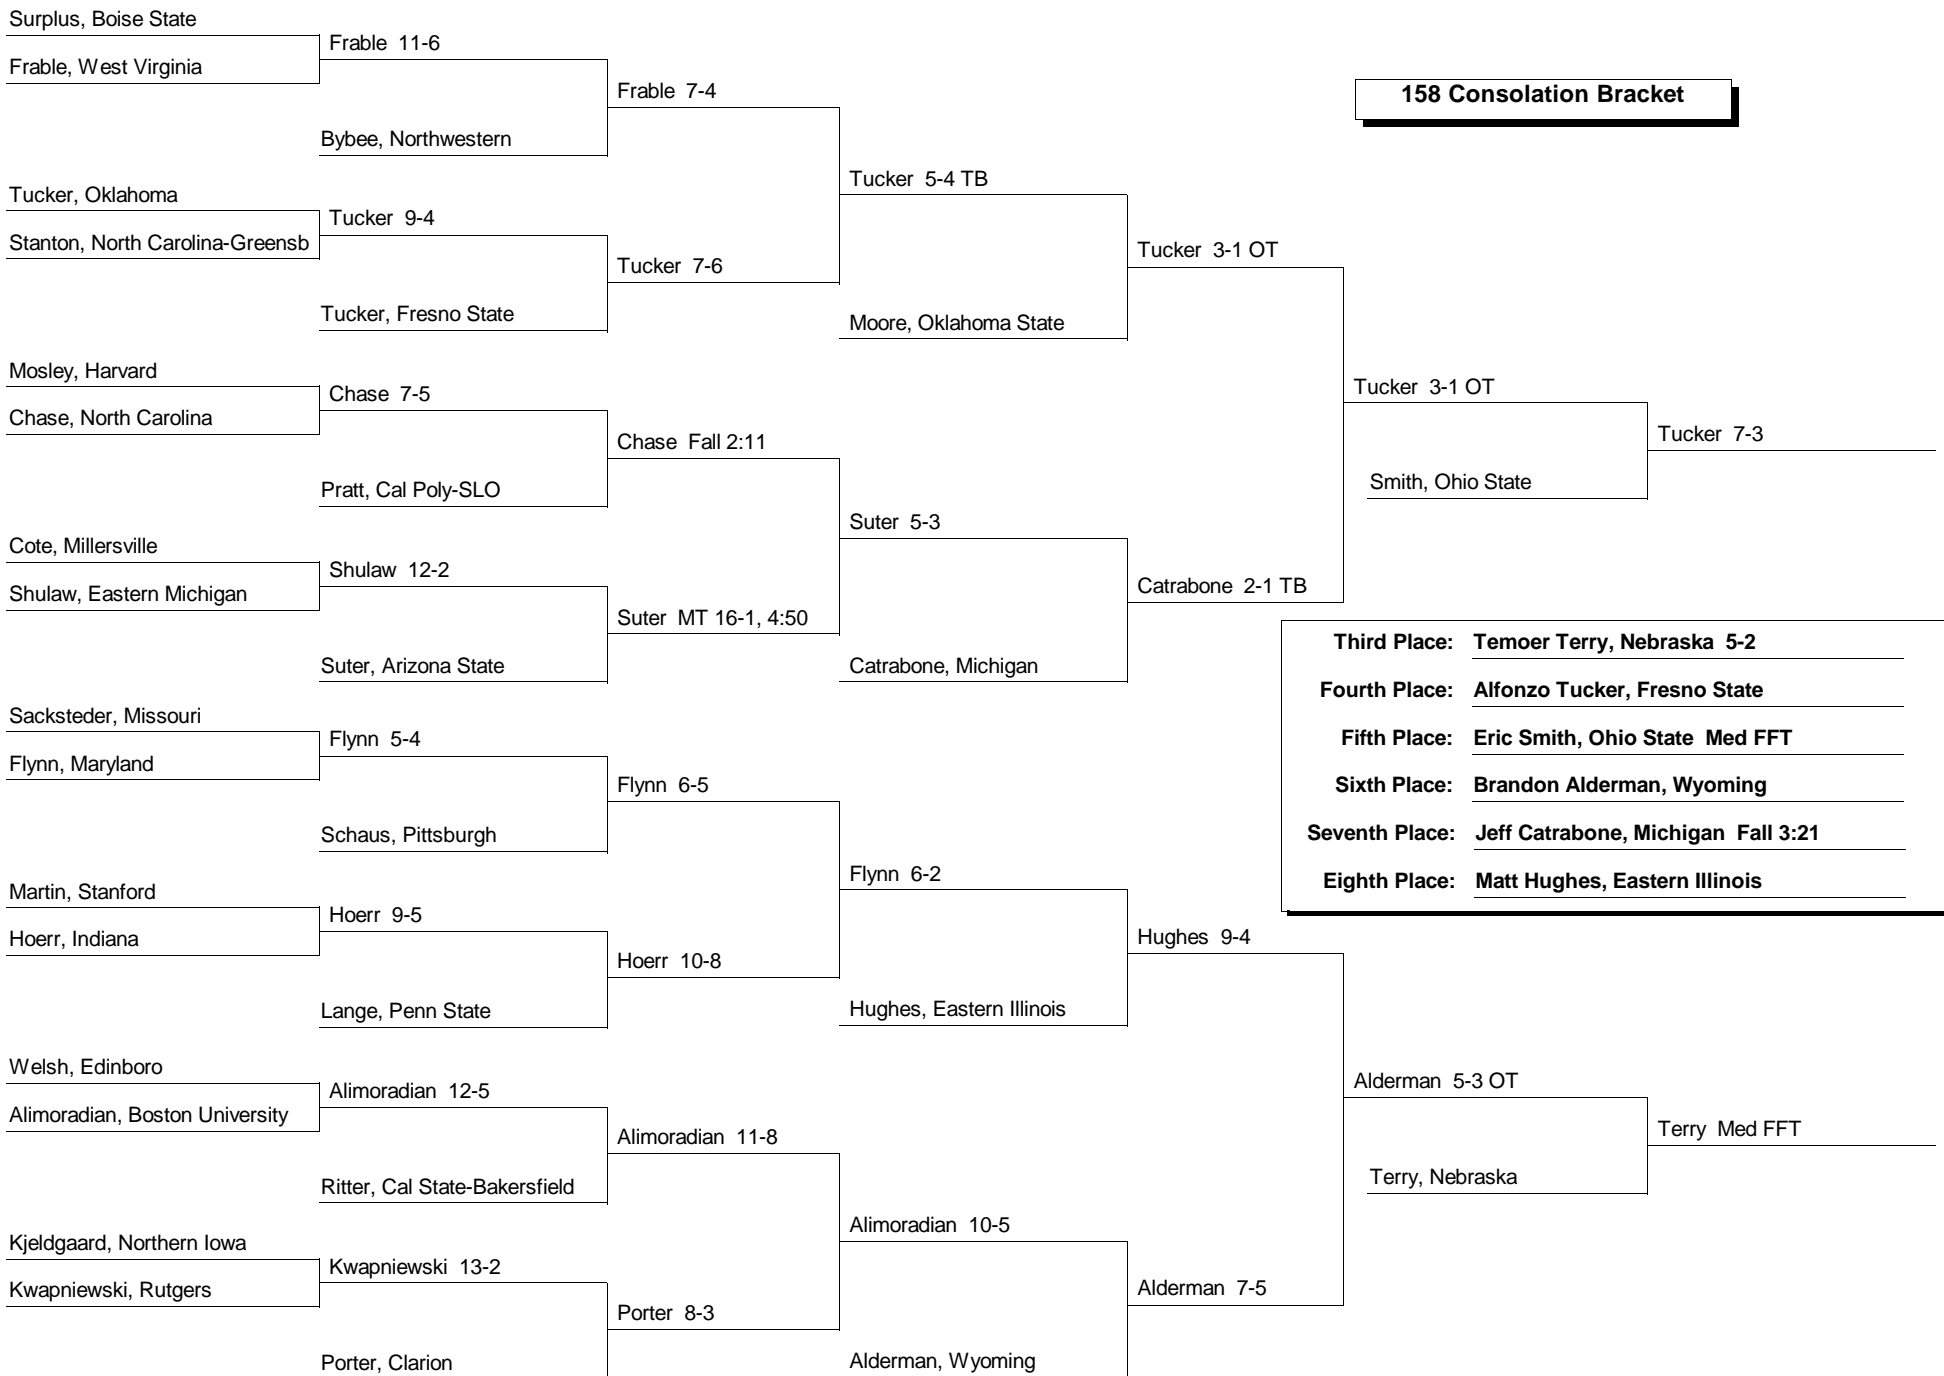 158 Consolation Bracket
Surplus, Boise State
Frable, West Virginia
Tucker, Oklahoma
Stanton, North Carolina-Greensb
Mosley, Harvard
Chase, North Carolina
Cote, Millersville
Shulaw, Eastern Michigan
Sacksteder, Missouri
Flynn, Maryland
Martin, Stanford
Hoerr, Indiana
Welsh, Edinboro
Alimoradian, Boston University
Kjeldgaard, Northern Iowa
Kwapniewski, Rutgers
Frable 11-6
Bybee, Northwestern
Tucker 9-4
Tucker, Fresno State
Chase 7-5
Pratt, Cal Poly-SLO
Shulaw 12-2
Suter, Arizona State
Flynn 5-4
Schaus, Pittsburgh
Hoerr 9-5
Lange, Penn State
Alimoradian 12-5
Ritter, Cal State-Bakersfield
Kwapniewski 13-2
Porter, Clarion
Frable 7-4
Tucker 7-6
Chase Fall 2:11
Suter MT 16-1, 4:50
Flynn 6-5
Hoerr 10-8
Alimoradian 11-8
Porter 8-3
Tucker 5-4 TB
Moore, Oklahoma State
Suter 5-3
Catrabone, Michigan
Flynn 6-2
Hughes, Eastern Illinois
Alimoradian 10-5
Alderman, Wyoming
Tucker 3-1 OT
Catrabone 2-1 TB
Hughes 9-4
Alderman 7-5
Tucker 3-1 OT
Smith, Ohio State
Alderman 5-3 OT
Terry, Nebraska
Tucker 7-3
Terry Med FFT
Third Place: Temoer Terry, Nebraska 5-2
Fourth Place: Alfonzo Tucker, Fresno State
Fifth Place: Eric Smith, Ohio State Med FFT
Sixth Place: Brandon Alderman, Wyoming
Seventh Place: Jeff Catrabone, Michigan Fall 3:21
Eighth Place: Matt Hughes, Eastern Illinois